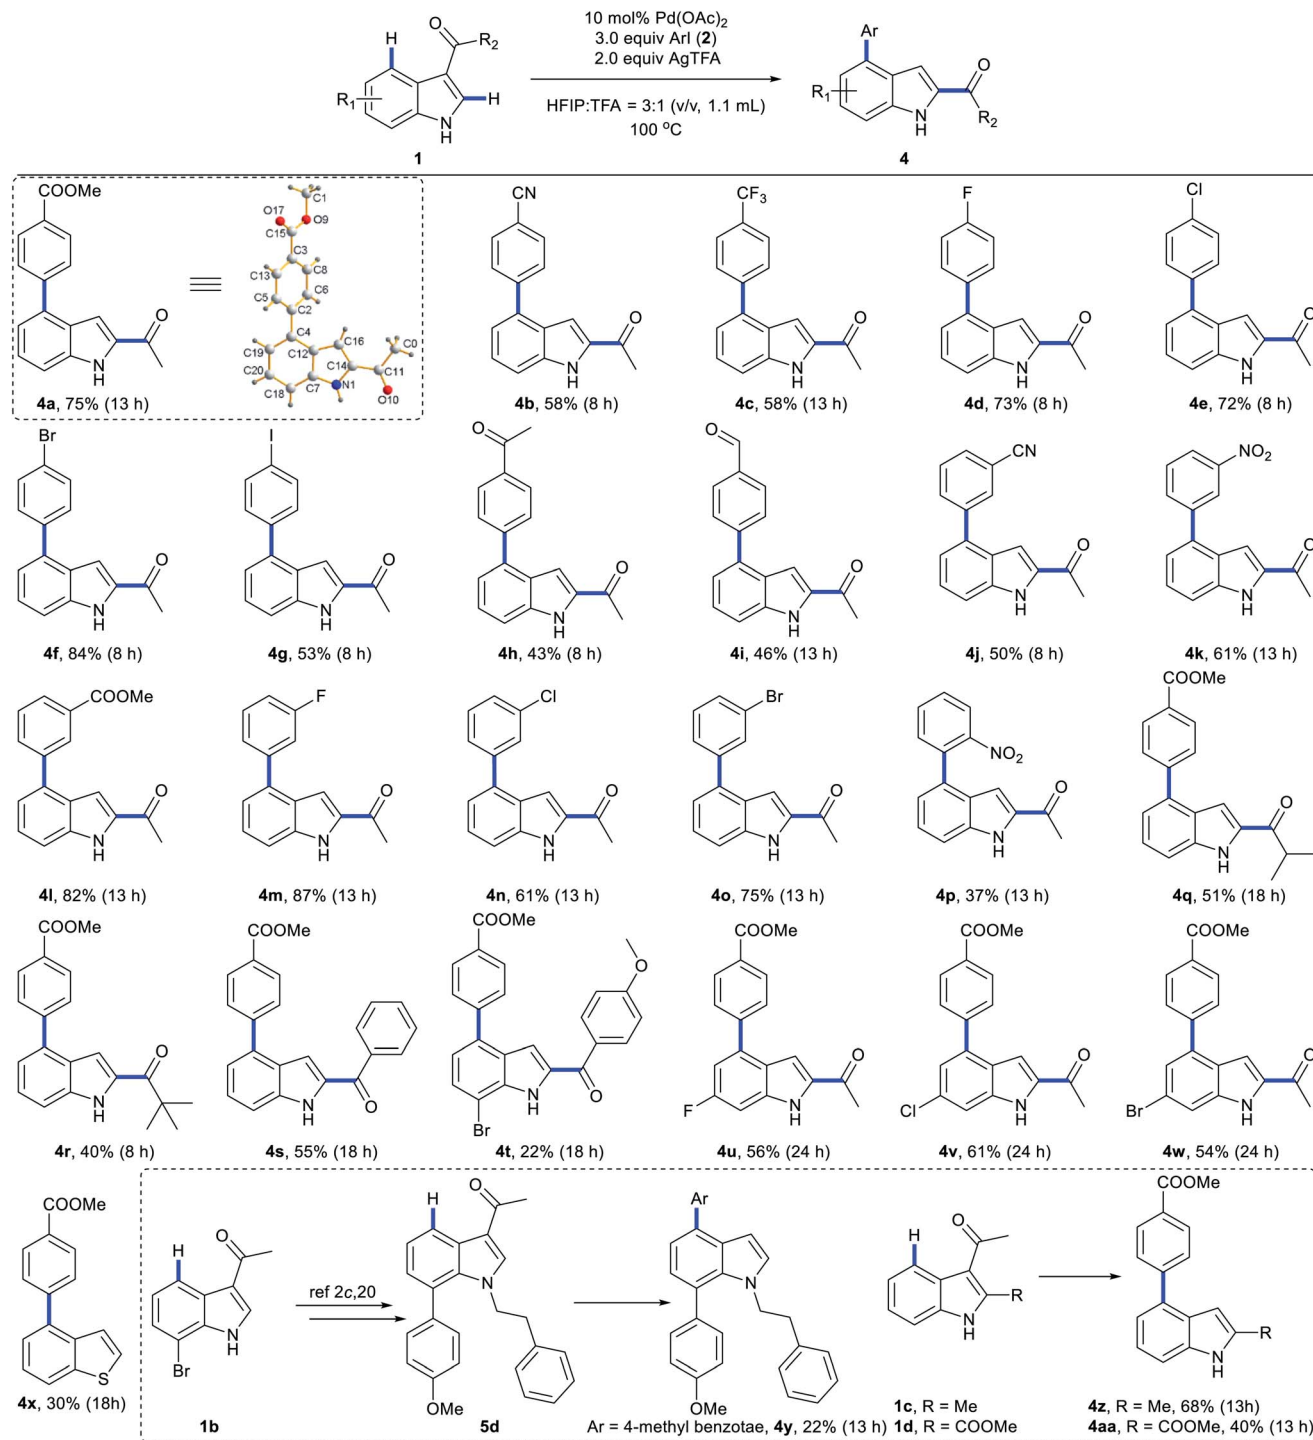 10 mol% Pd(OAc)2
3.0 equiv ArI (2)
2.0 equiv AgTFA
HFIP:TFA = 3:1 (v/v, 1.1 mL)
100 °C
H
O
R2
R1
H
N
H
1
Ar
R1
N
H
O
R2
4
COOMe
O
N
H
4a, 75% (13 h)
C1
O17
O9
C15
C3
C13
C8
C5
C6
C2
C4
C16
C0
C19
C12
C14
C11
C20
C7
N1
C18
O10
CN
O
N
H
4b, 58% (8 h)
CF3
O
N
H
4c, 58% (13 h)
F
O
N
H
4d, 73% (8 h)
Cl
O
N
H
4e, 72% (8 h)
Br
O
N
H
4f, 84% (8 h)
I
O
N
H
4g, 53% (8 h)
O
O
N
H
4h, 43% (8 h)
O
O
N
H
4i, 46% (13 h)
CN
O
N
H
4j, 50% (8 h)
NO2
O
N
H
4k, 61% (13 h)
COOMe
O
N
H
4l, 82% (13 h)
F
O
N
H
4m, 87% (13 h)
Cl
O
N
H
4n, 61% (13 h)
Br
O
N
H
4o, 75% (13 h)
NO2
O
N
H
4p, 37% (13 h)
COOMe
O
N
H
4q, 51% (18 h)
COOMe
O
N
H
4r, 40% (8 h)
COOMe
N
H
O
4s, 55% (18 h)
COOMe
O
N
H
O
Br
4t, 22% (18 h)
COOMe
O
F
N
H
4u, 56% (24 h)
COOMe
O
Cl
N
H
4v, 61% (24 h)
COOMe
O
Br
N
H
4w, 54% (24 h)
COOMe
S
4x, 30% (18h)
H
O
N
H
Br
1b
ref 2c,20
H
O
N
OMe
5d
Ar
N
OMe
Ar = 4-methyl benzotae, 4y, 22% (13 h)
H
O
R
N
H
1c, R = Me
1d, R = COOMe
COOMe
R
N
H
4z, R = Me, 68% (13h)
4aa, R = COOMe, 40% (13 h)